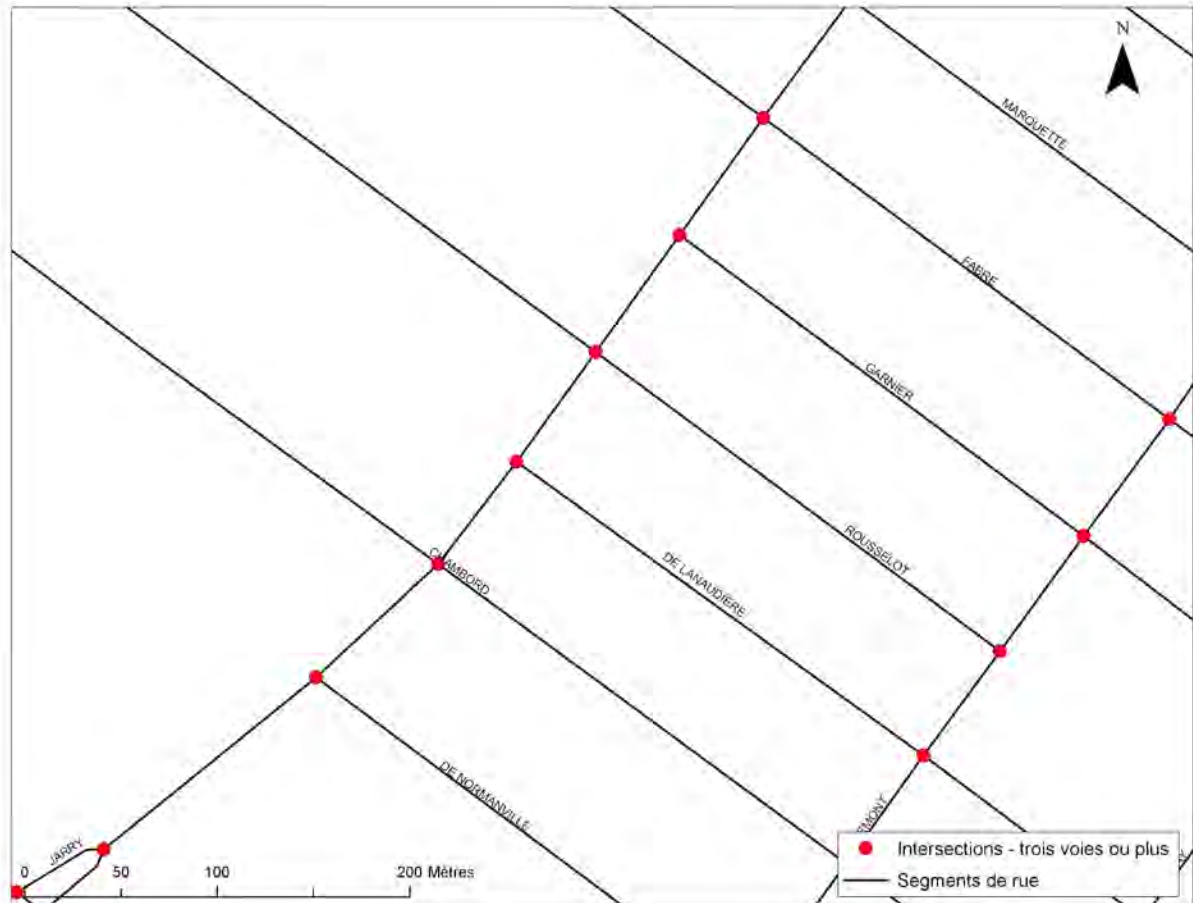 N
MARQUETTE
FABRE
GARNIER
ROUSSELOT
CHAMBORD
DE LANAUDIÈRE
DE NORMANVILLE
JARRY
0 50 100 200 Mètres
Intersections - trois voies ou plus
Segments de rue